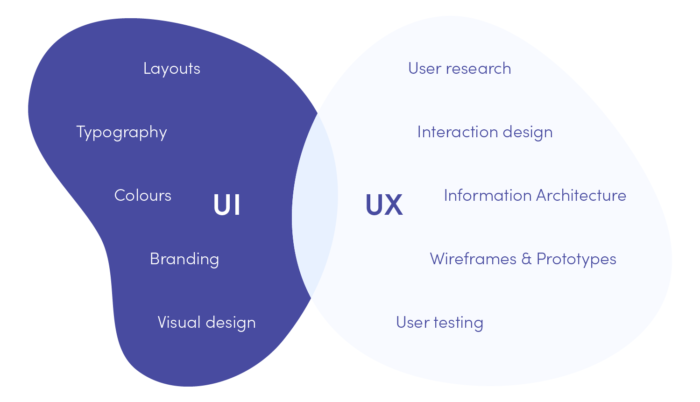 Layouts
Typography
Colours
UI
Branding
Visual design
User research
Interaction design
UX
Information Architecture
Wireframes & Prototypes
User testing